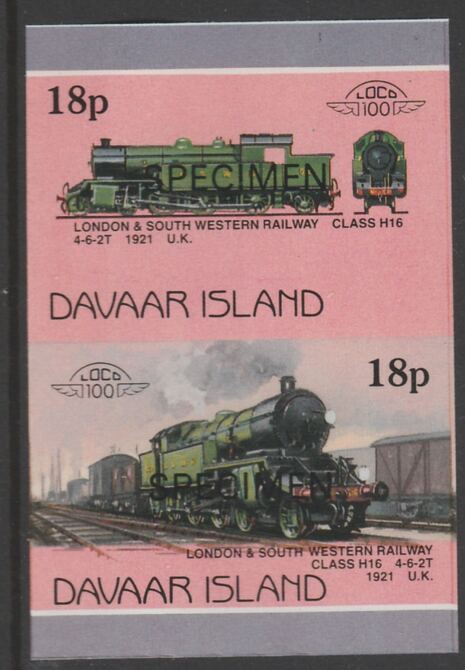 18p
LOCO
100
SPECIMEN
LONDON & SOUTH WESTERN RAILWAY CLASS H16
4-6-2T 1921 U.K.
DAVAAR ISLAND
LOCO
100
18p
SPECIMEN
LONDON & SOUTH WESTERN RAILWAY
CLASS H16 4-6-2T
1921 U.K.
DAVAAR ISLAND